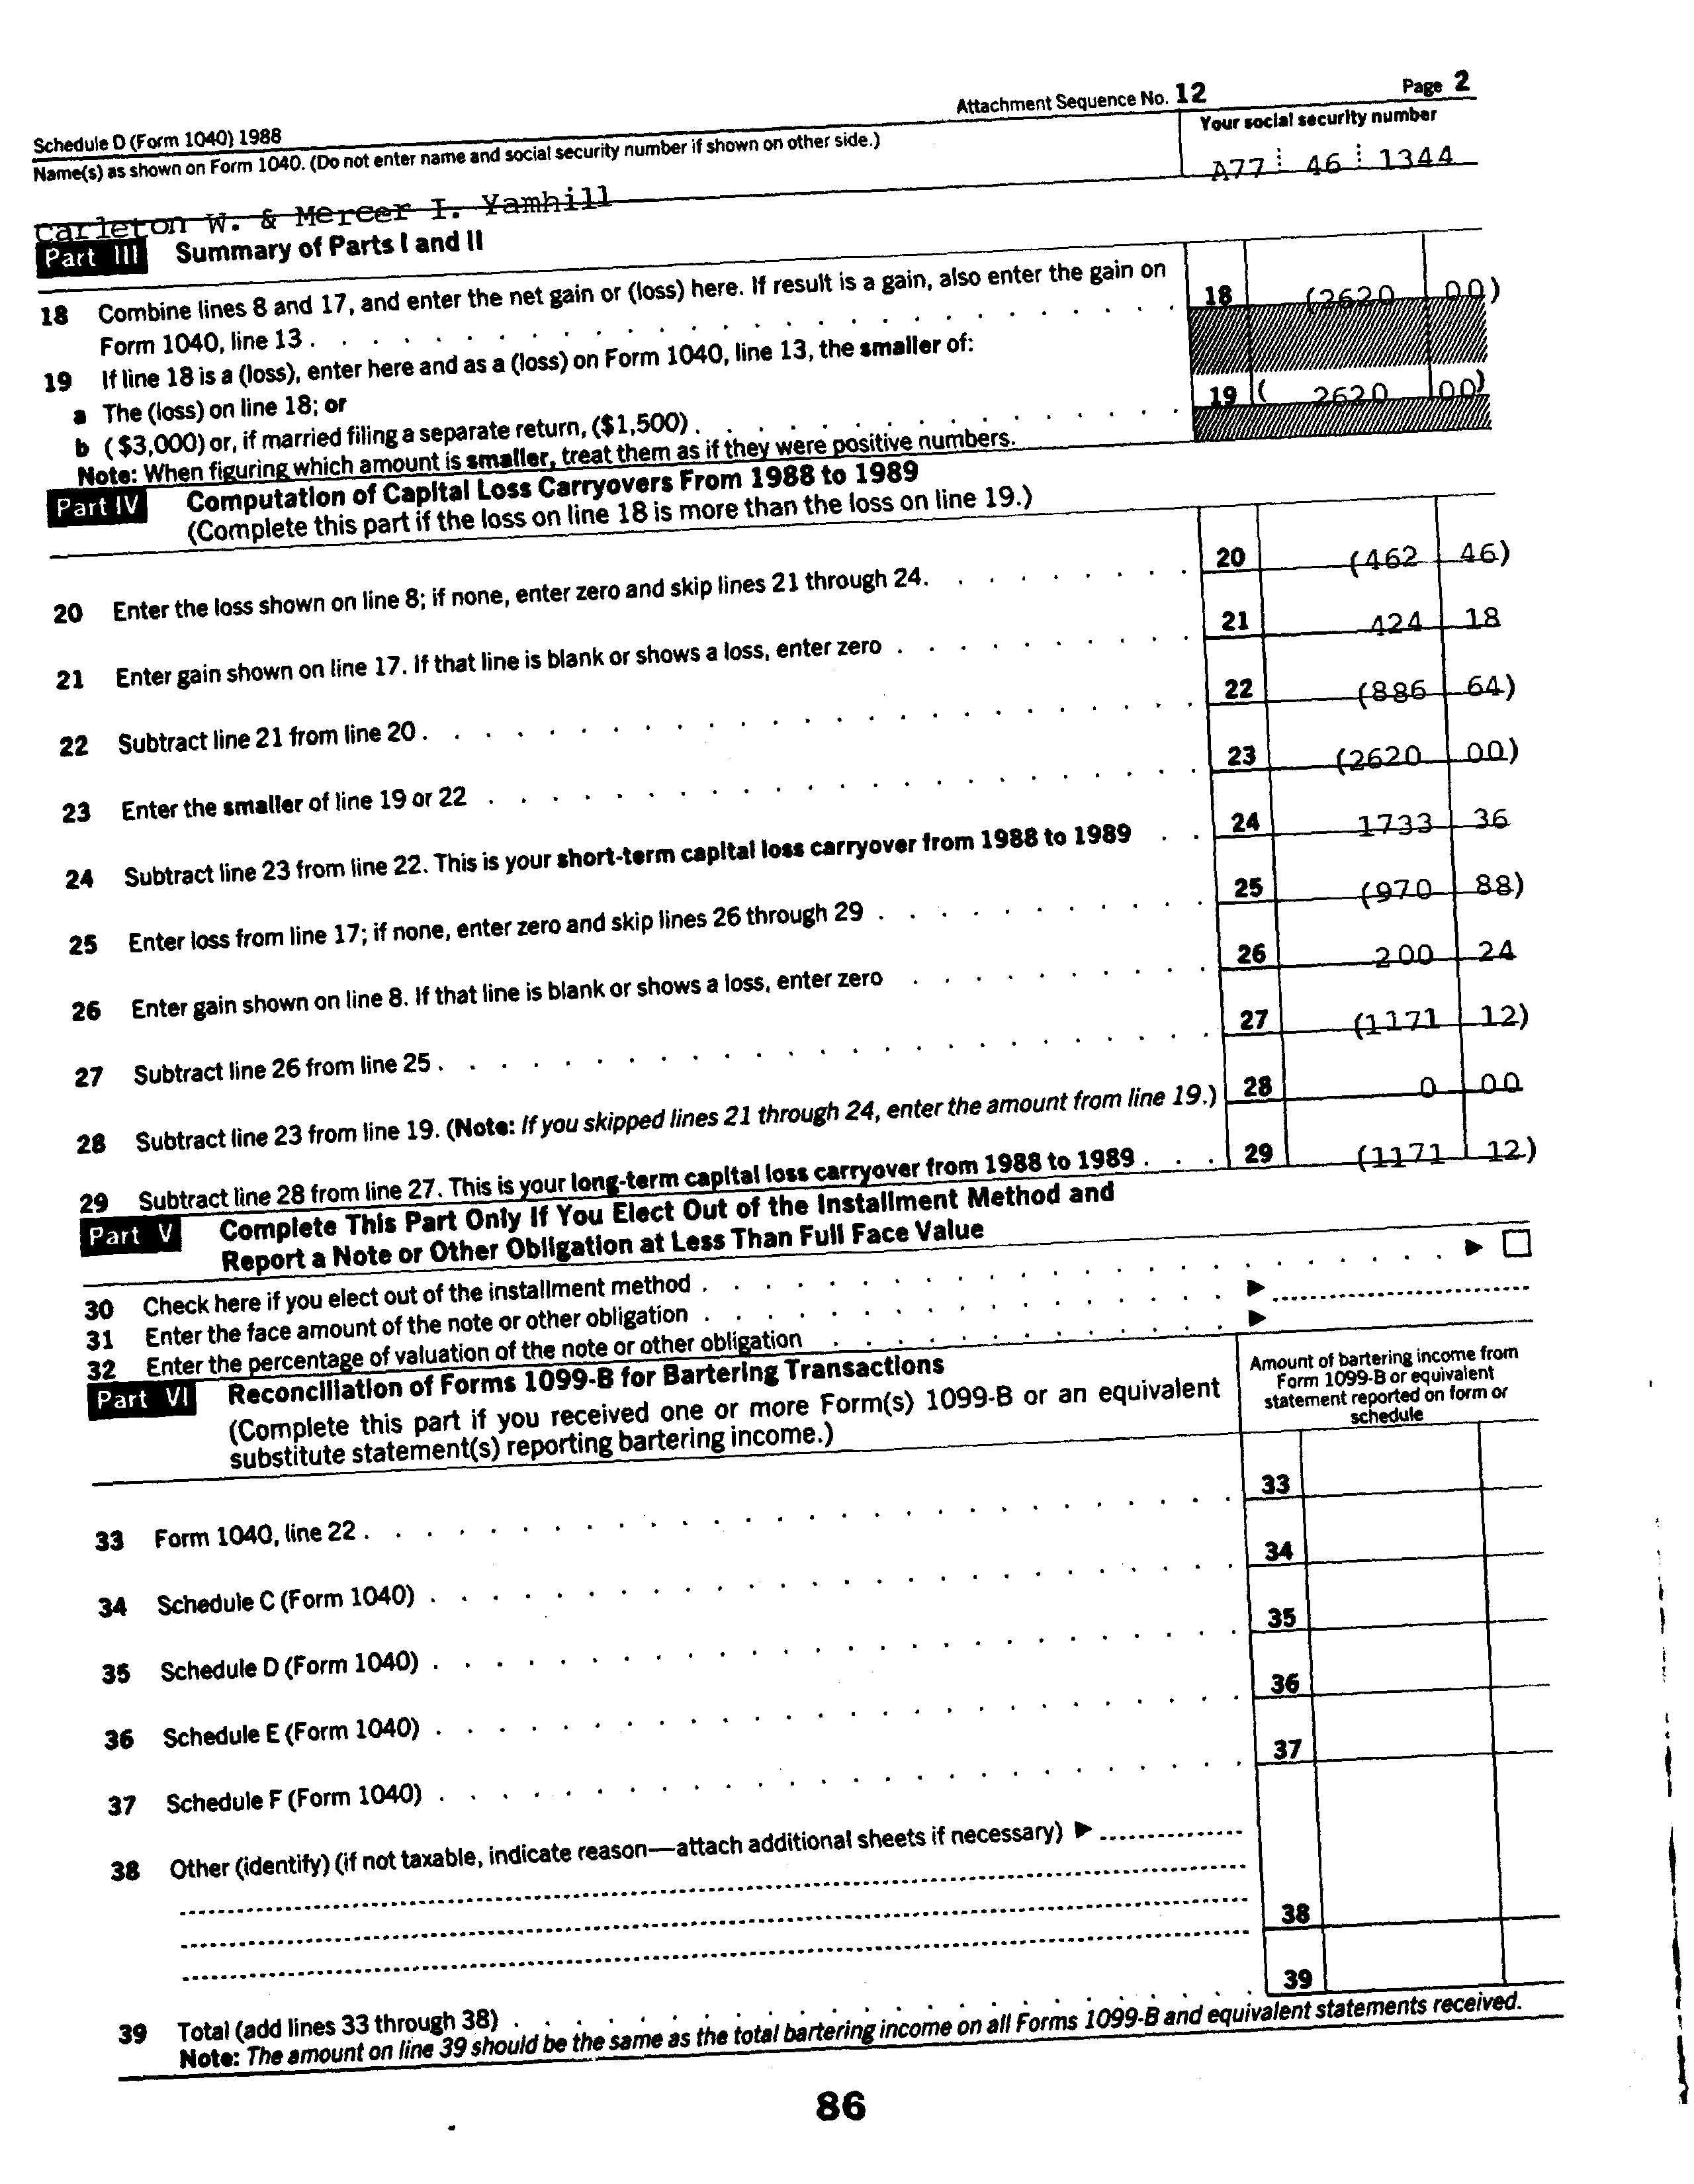 Schedule D (Form 1040) 1988 Attachment Sequence No. 12 Page 2
Name(s) as shown on Form 1040. (Do not enter name and social security number if shown on other side.) Your social security number
Carleton W. & Mercer I. Yamhill A77 46 1344
Part III Summary of Parts I and II
18 Combine lines 8 and 17, and enter the net gain or (loss) here. If result is a gain, also enter the gain on
Form 1040, line 13 . . . . 18 (2620 00)
19 If line 18 is a (loss), enter here and as a (loss) on Form 1040, line 13, the smaller of:
a The (loss) on line 18; or
b ($3,000) or, if married filing a separate return, ($1,500) . . . . 19 ( 2620 00)
Note: When figuring which amount is smaller, treat them as if they were positive numbers.
Part IV Computation of Capital Loss Carryovers From 1988 to 1989
(Complete this part if the loss on line 18 is more than the loss on line 19.)
20 Enter the loss shown on line 8; if none, enter zero and skip lines 21 through 24. . . . . 20 (462 46)
21 Enter gain shown on line 17. If that line is blank or shows a loss, enter zero . . . . 21 424 18
22 Subtract line 21 from line 20 . . . . 22 (886 64)
23 Enter the smaller of line 19 or 22 . . . . 23 (2620 00)
24 Subtract line 23 from line 22. This is your short-term capital loss carryover from 1988 to 1989 . . 24 1733 36
25 Enter loss from line 17; if none, enter zero and skip lines 26 through 29 . . . . 25 (970 88)
26 Enter gain shown on line 8. If that line is blank or shows a loss, enter zero . . . . 26 200 24
27 Subtract line 26 from line 25 . . . . 27 (1171 12)
28 Subtract line 23 from line 19. (Note: If you skipped lines 21 through 24, enter the amount from line 19.) 28 0 00
29 Subtract line 28 from line 27. This is your long-term capital loss carryover from 1988 to 1989 . . . 29 (1171 12)
Part V Complete This Part Only If You Elect Out of the Installment Method and
Report a Note or Other Obligation at Less Than Full Face Value
30 Check here if you elect out of the installment method . . . . ▶ ☐
31 Enter the face amount of the note or other obligation . . . . ▶
32 Enter the percentage of valuation of the note or other obligation . . . . ▶
Part VI Reconciliation of Forms 1099-B for Bartering Transactions
(Complete this part if you received one or more Form(s) 1099-B or an equivalent
substitute statement(s) reporting bartering income.)
Amount of bartering income from
Form 1099-B or equivalent
statement reported on form or
schedule
33 Form 1040, line 22 . . . . 33
34 Schedule C (Form 1040) . . . . 34
35 Schedule D (Form 1040) . . . . 35
36 Schedule E (Form 1040) . . . . 36
37 Schedule F (Form 1040) . . . . 37
38 Other (identify) (if not taxable, indicate reason—attach additional sheets if necessary) ▶
38
39 Total (add lines 33 through 38) . . . . 39
Note: The amount on line 39 should be the same as the total bartering income on all Forms 1099-B and equivalent statements received.
86